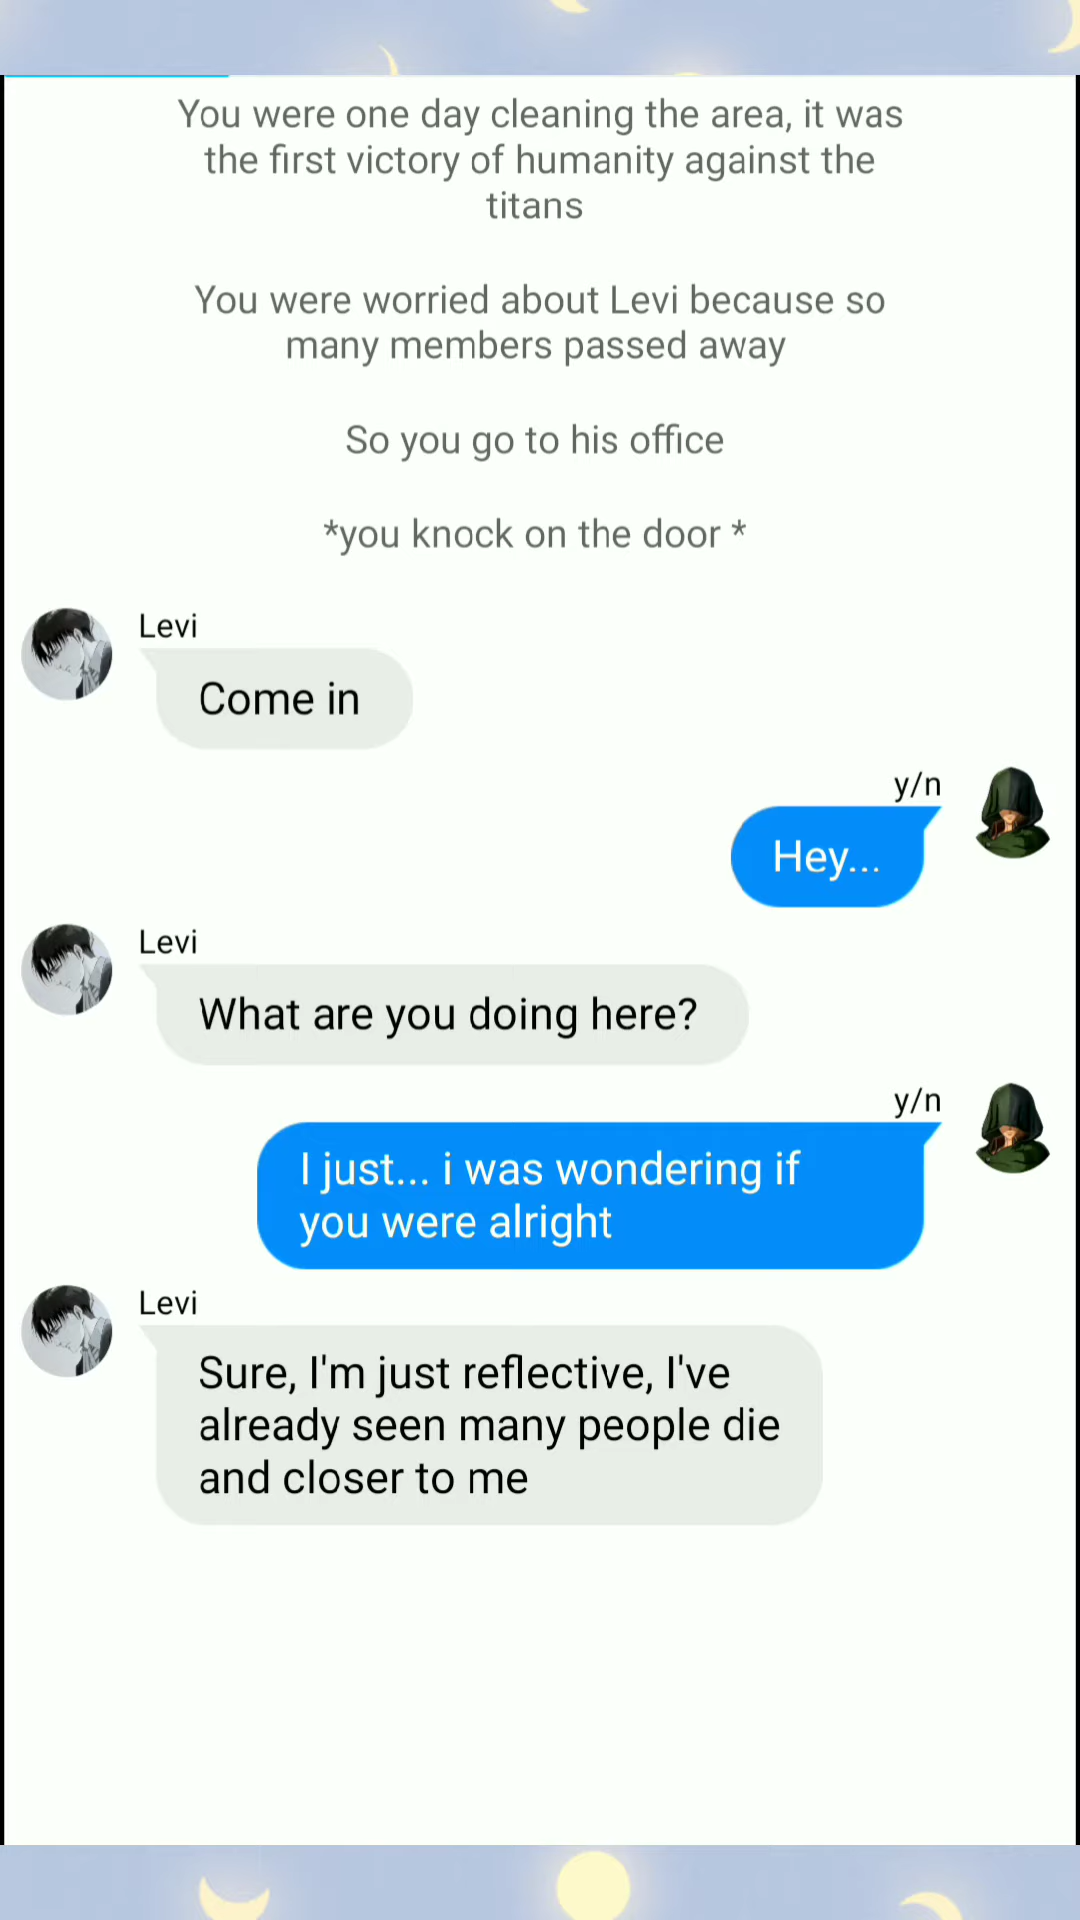 You were one day cleaning the area, it was
the first victory of humanity against the
titans
You were worried about Levi because so
many members passed away
So you go to his office
*you knock on the door *
Levi
Come in
y/n
Hey...
Levi
What are you doing here?
y/n
I just... i was wondering if
you were alright
Levi
Sure, I'm just reflective, I've
already seen many people die
and closer to me